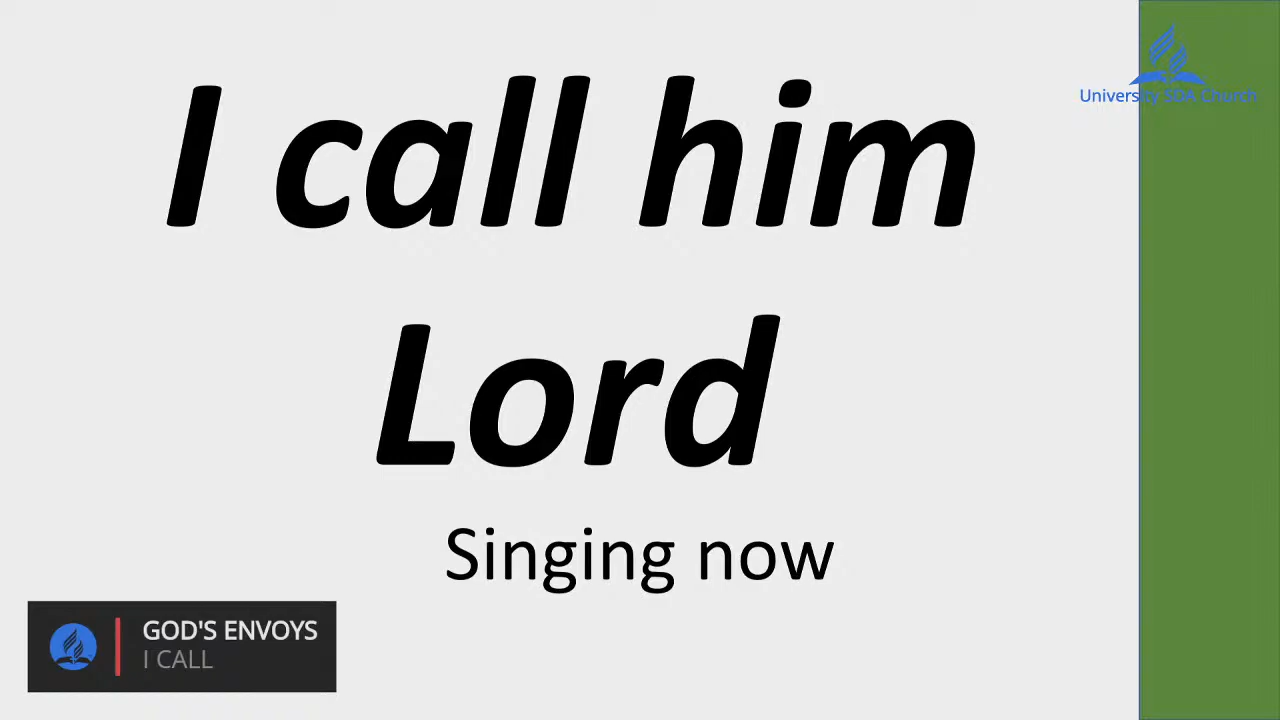 University SDA Church
I call him
Lord
Singing now
GOD'S ENVOYS
I CALL